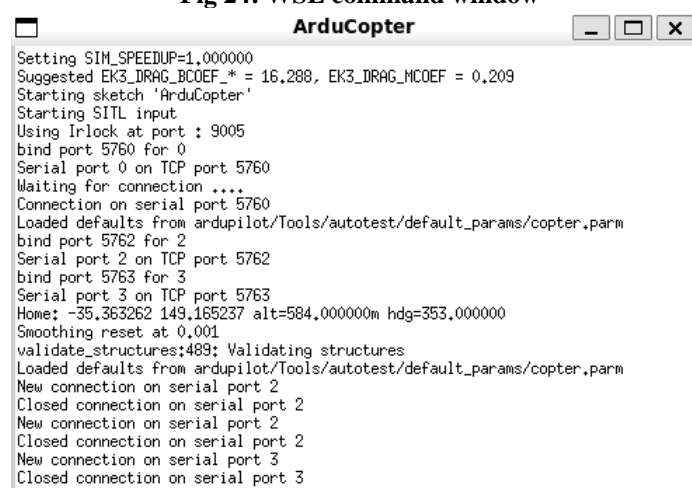 Fig 24: WSL command window
ArduCopter
Setting SIM_SPEEDUP=1.000000
Suggested EK3_DRAG_BCOEF_* = 16.288, EK3_DRAG_MCOEF = 0.209
Starting sketch 'ArduCopter'
Starting SITL input
Using Irlock at port : 9005
bind port 5760 for 0
Serial port 0 on TCP port 5760
Waiting for connection ....
Connection on serial port 5760
Loaded defaults from ardupilot/Tools/autotest/default_params/copter.parm
bind port 5762 for 2
Serial port 2 on TCP port 5762
bind port 5763 for 3
Serial port 3 on TCP port 5763
Home: -35.363262 149.165237 alt=584.000000m hdg=353.000000
Smoothing reset at 0.001
validate_structures:489: Validating structures
Loaded defaults from ardupilot/Tools/autotest/default_params/copter.parm
New connection on serial port 2
Closed connection on serial port 2
New connection on serial port 2
Closed connection on serial port 2
New connection on serial port 3
Closed connection on serial port 3